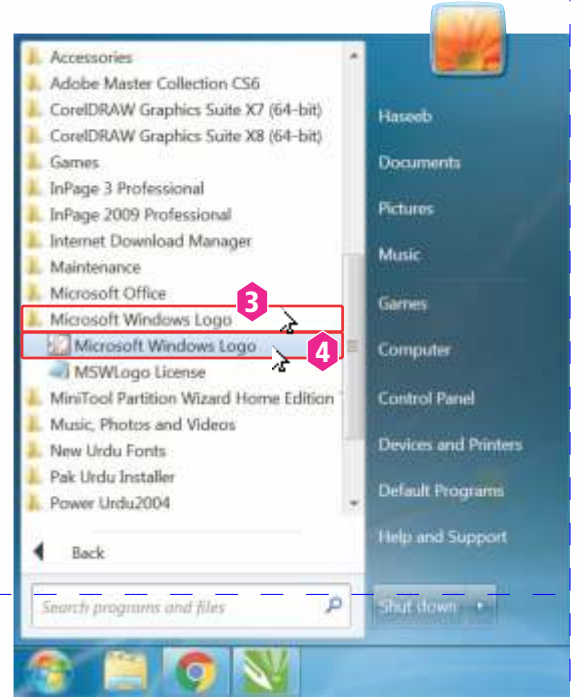 Accessories
Adobe Master Collection CS6
CorelDRAW Graphics Suite X7 (64-bit)
CorelDRAW Graphics Suite X8 (64-bit)
Games
InPage 3 Professional
InPage 2009 Professional
Internet Download Manager
Maintenance
Microsoft Office
3
Microsoft Windows Logo
Microsoft Windows Logo
4
MSWLogo License
MiniTool Partition Wizard Home Edition
Music, Photos and Videos
New Urdu Fonts
Pak Urdu Installer
Power Urdu2004
Back
Search programs and files
Haseeb
Documents
Pictures
Music
Games
Computer
Control Panel
Devices and Printers
Default Programs
Help and Support
Shut down